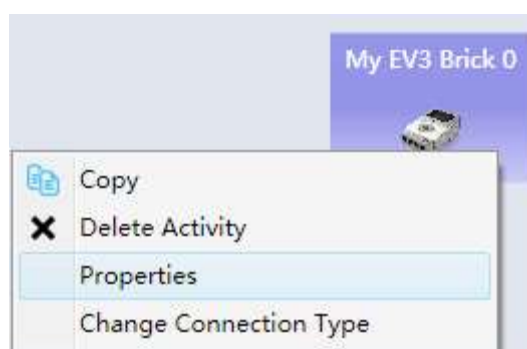 My EV3 Brick 0
Copy
Delete Activity
Properties
Change Connection Type